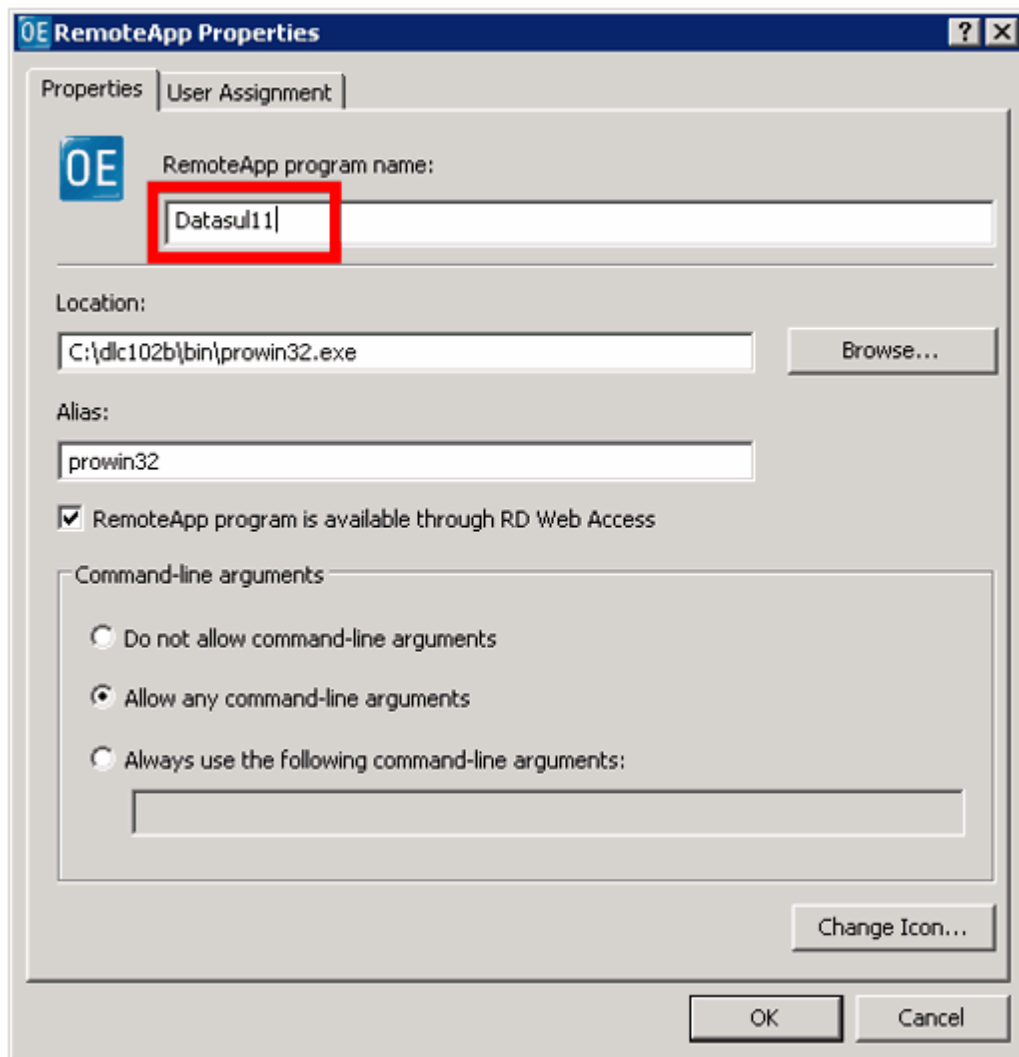 OE RemoteApp Properties
Properties User Assignment
OE
RemoteApp program name:
Datasul11
Location:
C:\dlc102b\bin\prowin32.exe
Browse...
Alias:
prowin32
RemoteApp program is available through RD Web Access
Command-line arguments
Do not allow command-line arguments
Allow any command-line arguments
Always use the following command-line arguments:
Change Icon...
OK Cancel